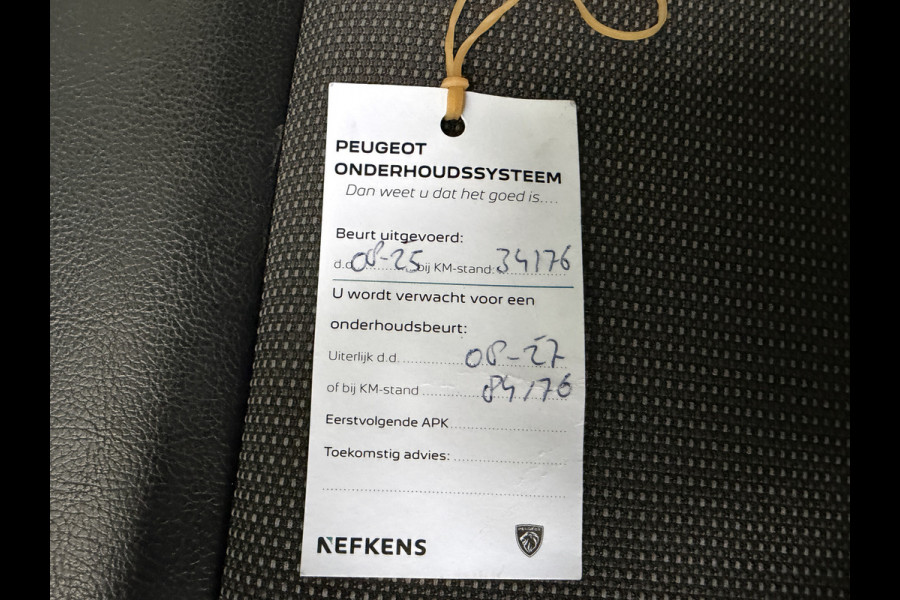 PEUGEOT
ONDERHOUDSSYSTEEM
Dan weet u dat het goed is....
Beurt uitgevoerd:
d.d. 08-25 bij KM-stand: 34176
U wordt verwacht voor een
onderhoudsbeurt:
Uiterlijk d.d. 08-27
of bij KM-stand 84176
Eerstvolgende APK
Toekomstig advies:
NEFKENS